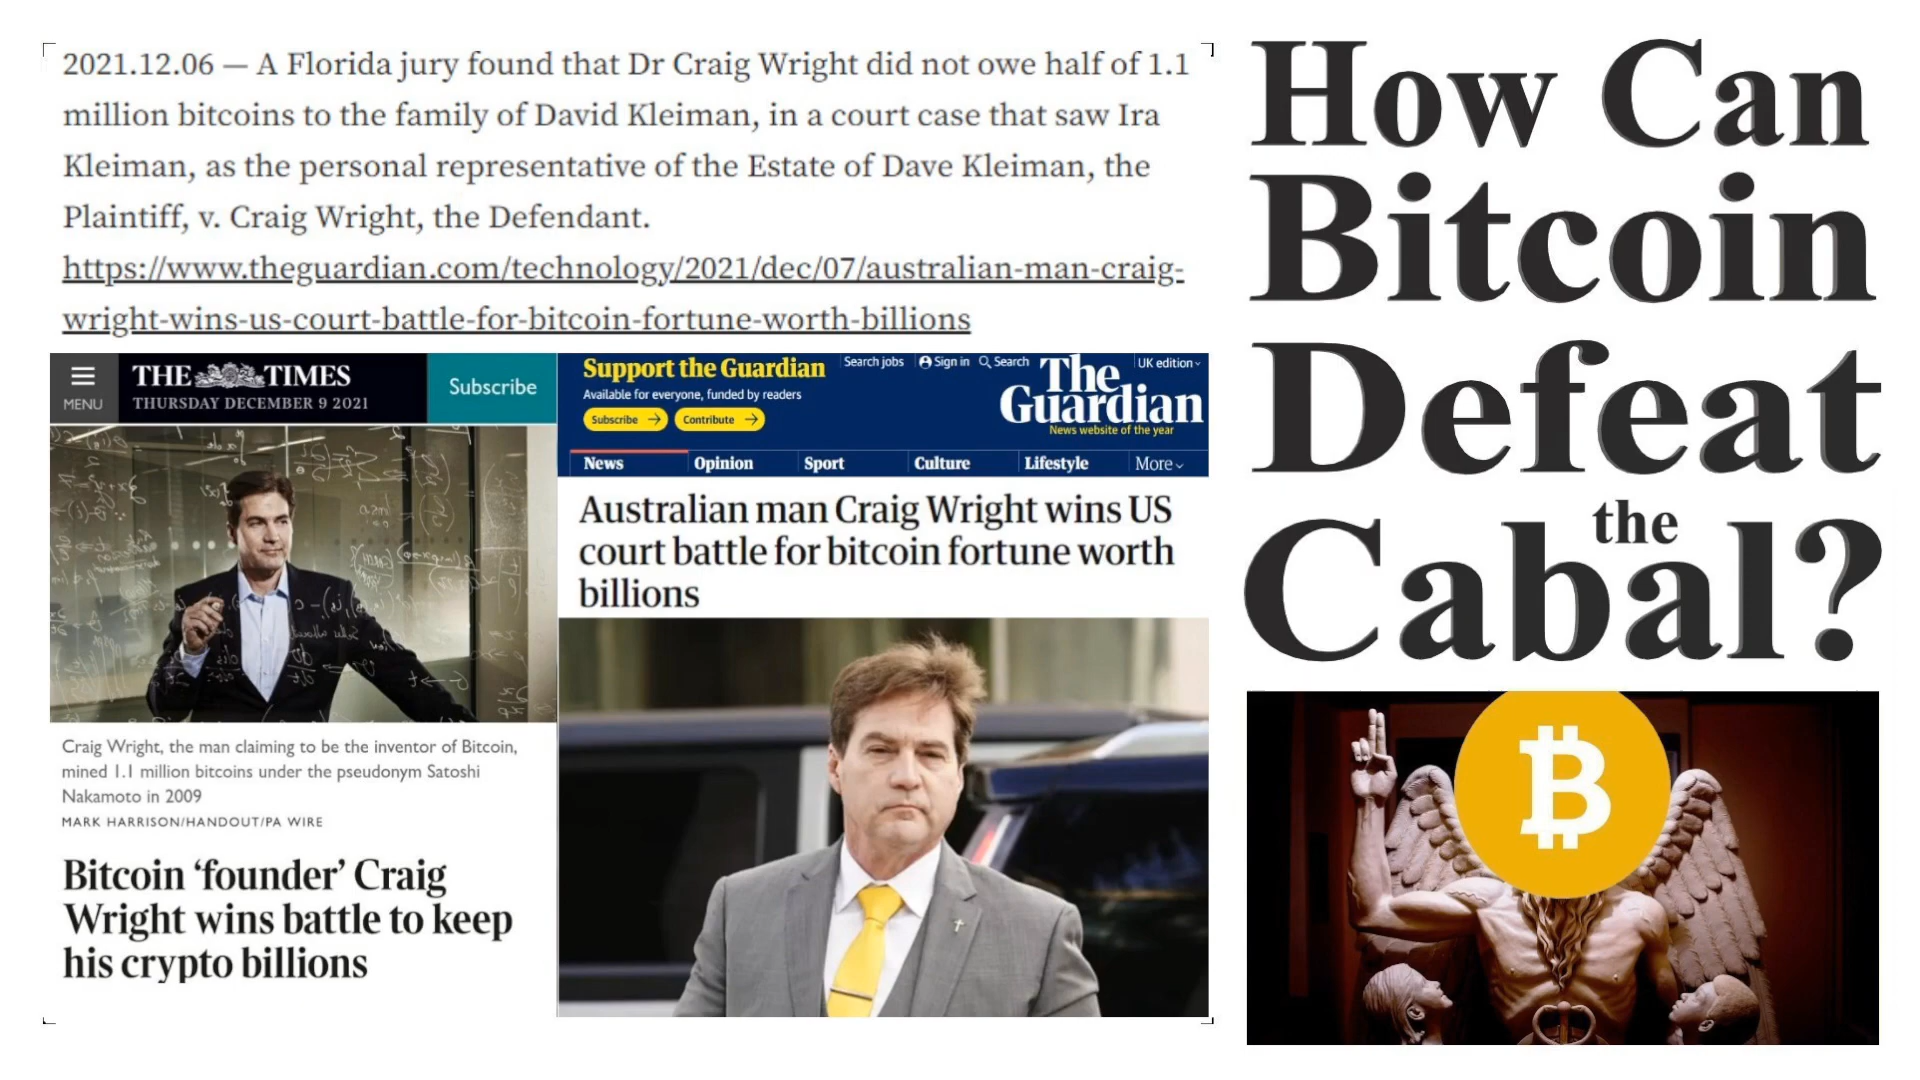 2021.12.06 — A Florida jury found that Dr Craig Wright did not owe half of 1.1
million bitcoins to the family of David Kleiman, in a court case that saw Ira
Kleiman, as the personal representative of the Estate of Dave Kleiman, the
Plaintiff, v. Craig Wright, the Defendant.
https://www.theguardian.com/technology/2021/dec/07/australian-man-craig-
wright-wins-us-court-battle-for-bitcoin-fortune-worth-billions
MENU
THE TIMES
THURSDAY DECEMBER 9 2021
Subscribe
Craig Wright, the man claiming to be the inventor of Bitcoin,
mined 1.1 million bitcoins under the pseudonym Satoshi
Nakamoto in 2009
MARK HARRISON/HANDOUT/PA WIRE
Bitcoin ‘founder’ Craig
Wright wins battle to keep
his crypto billions
Support the Guardian
Available for everyone, funded by readers
Subscribe → Contribute →
Search jobs Sign in Search
UK edition
The
Guardian
News website of the year
News Opinion Sport Culture Lifestyle More
Australian man Craig Wright wins US
court battle for bitcoin fortune worth
billions
How Can
Bitcoin
Defeat
the
Cabal?